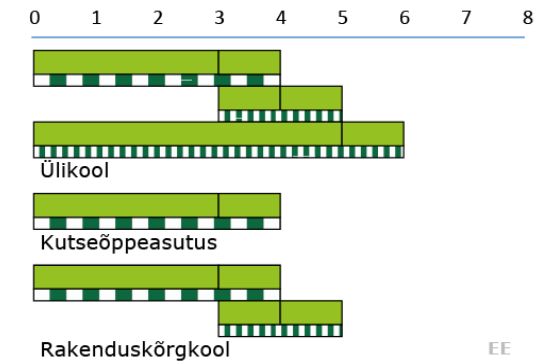 0 1 2 3 4 5 6 7 8
Ülikool
Kutseõppeasutus
Rakenduskõrgkool
EE